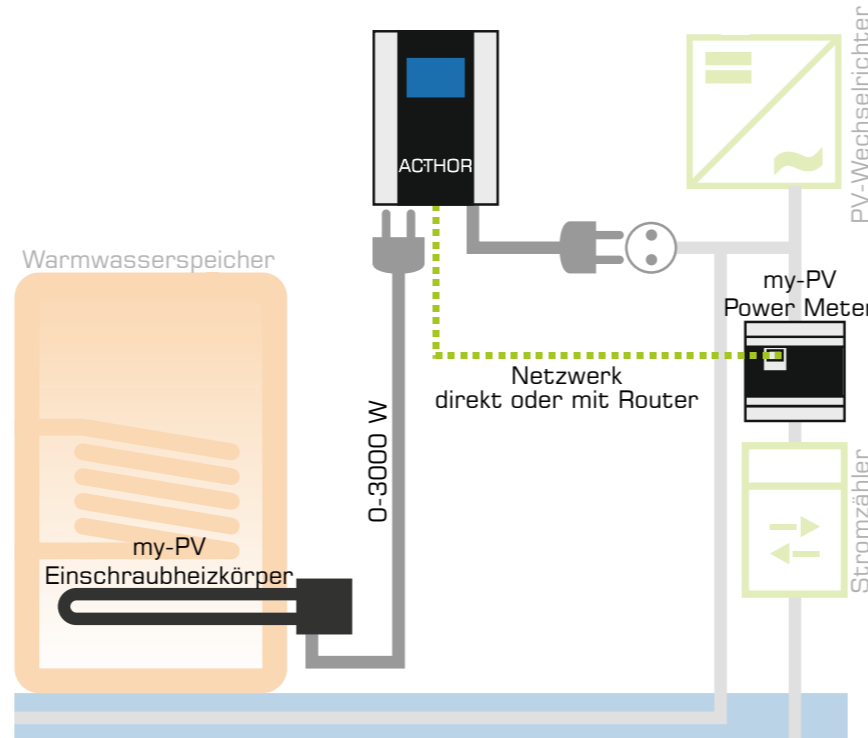 PV-Wechselrichter
ACTHOR
Warmwasserspeicher
my-PV
Power Meter
Netzwerk
direkt oder mit Router
0-3000 W
Stromzähler
my-PV
Einschraubheizkörper